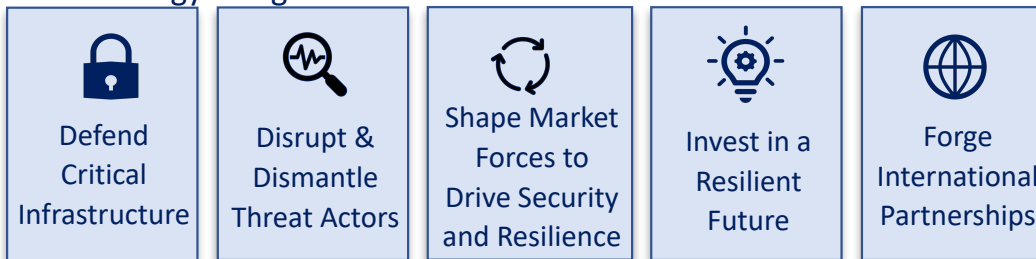 Defend
Critical
Infrastructure
Disrupt &
Dismantle
Threat Actors
Shape Market
Forces to
Drive Security
and Resilience
Invest in a
Resilient
Future
Forge
International
Partnerships